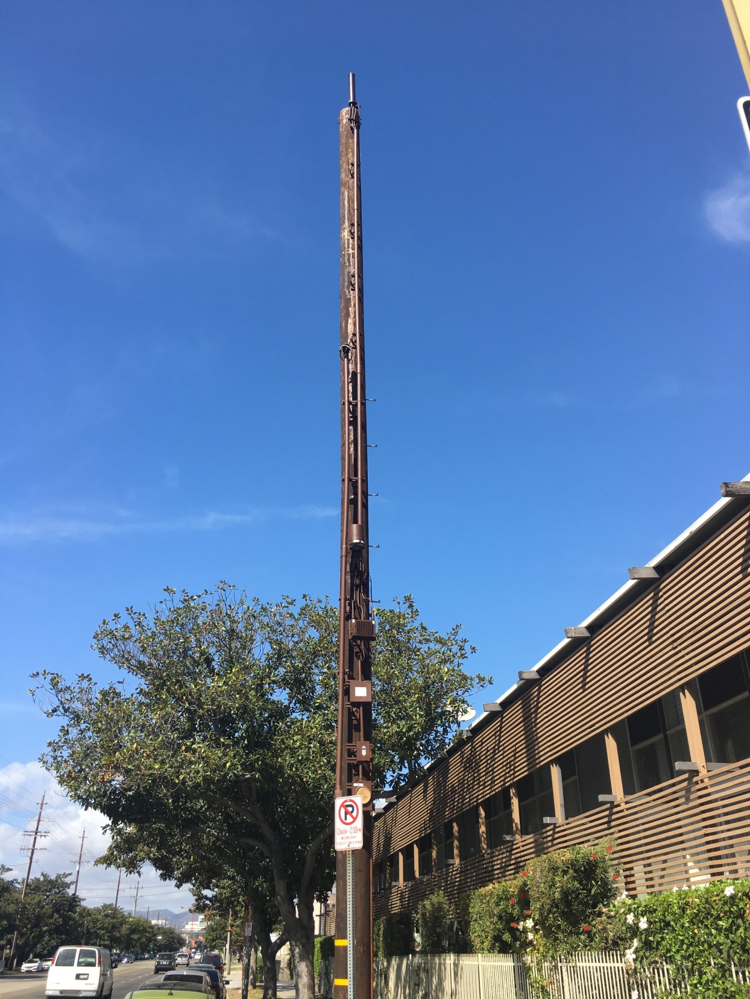 P
12NOON TO 2:30PM
WEDNESDAY
STREET SWEEPING